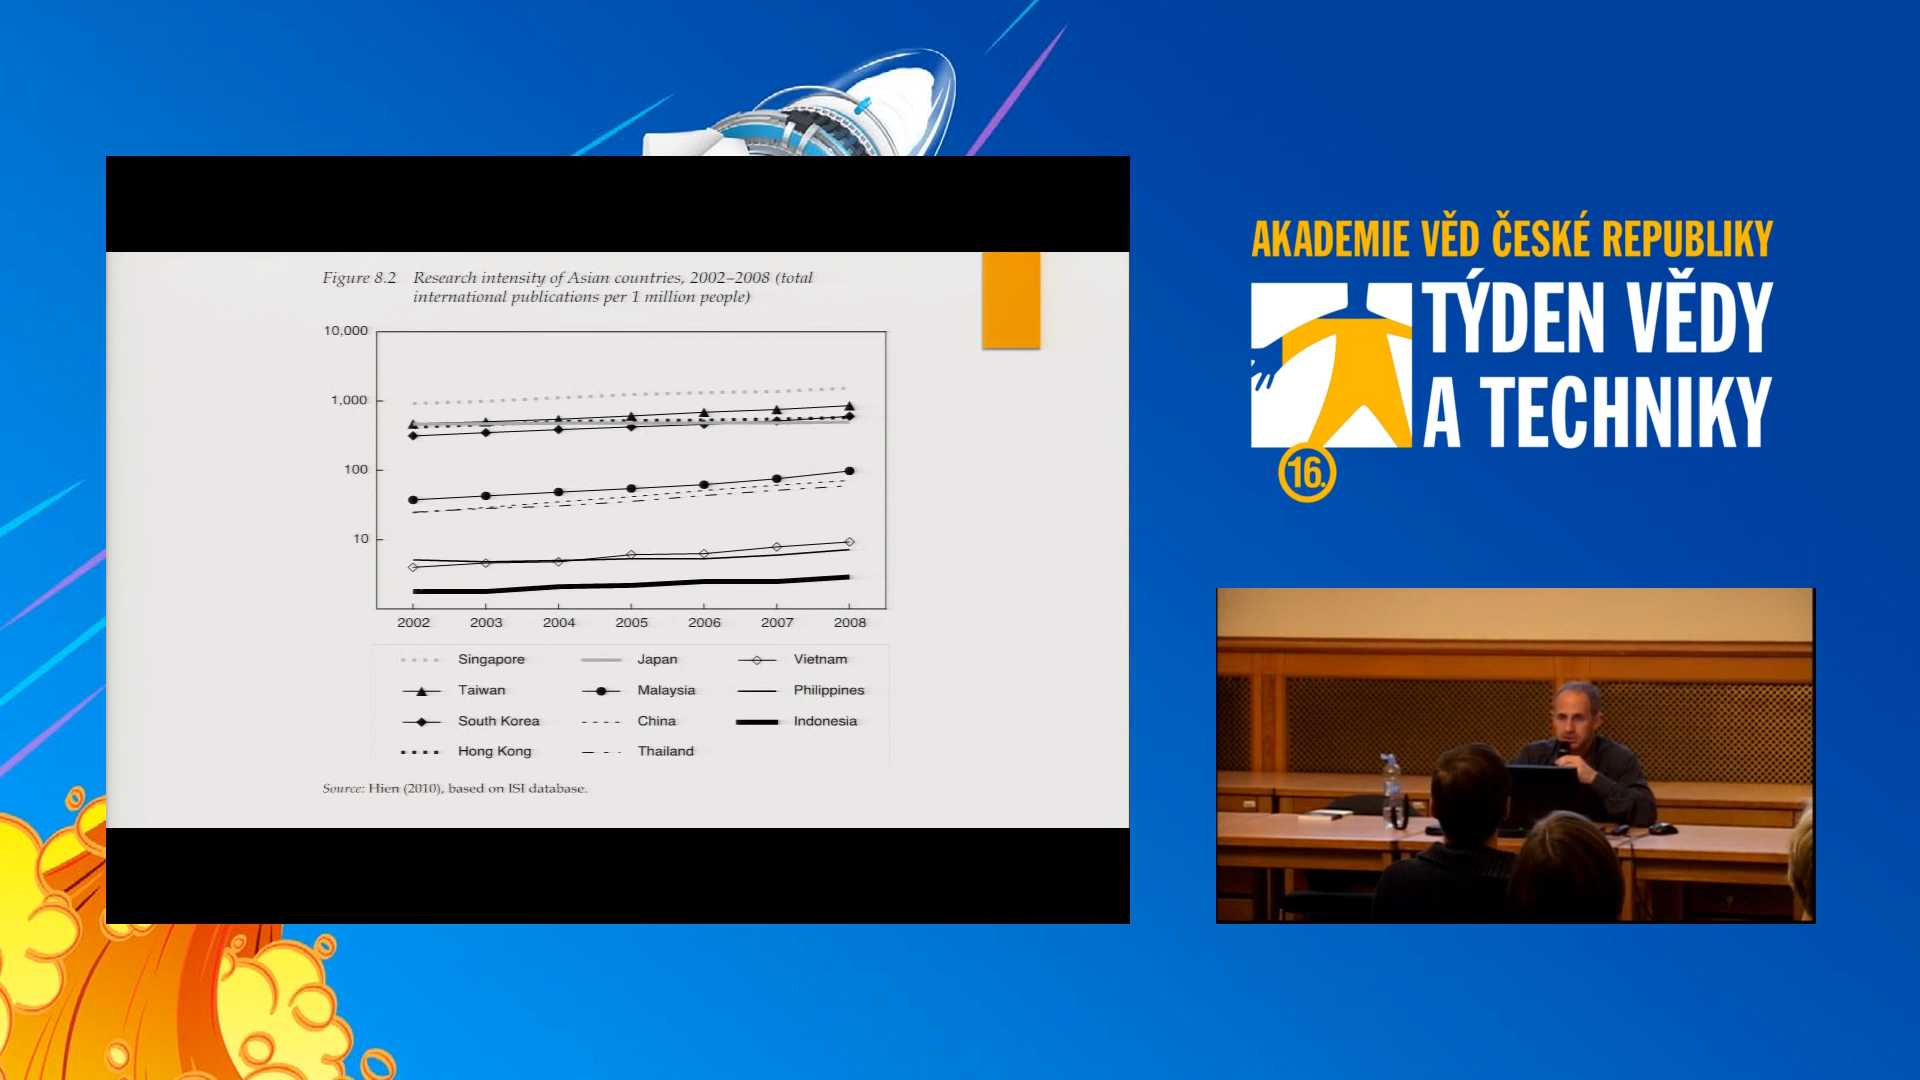 Figure 8.2 Research intensity of Asian countries, 2002–2008 (total
international publications per 1 million people)
10,000
1,000
100
10
2002 2003 2004 2005 2006 2007 2008
Singapore Japan Vietnam
Taiwan Malaysia Philippines
South Korea China Indonesia
Hong Kong Thailand
Source: Hien (2010), based on ISI database.
AKADEMIE VĚD ČESKÉ REPUBLIKY
TÝDEN VĚDY
A TECHNIKY
16.